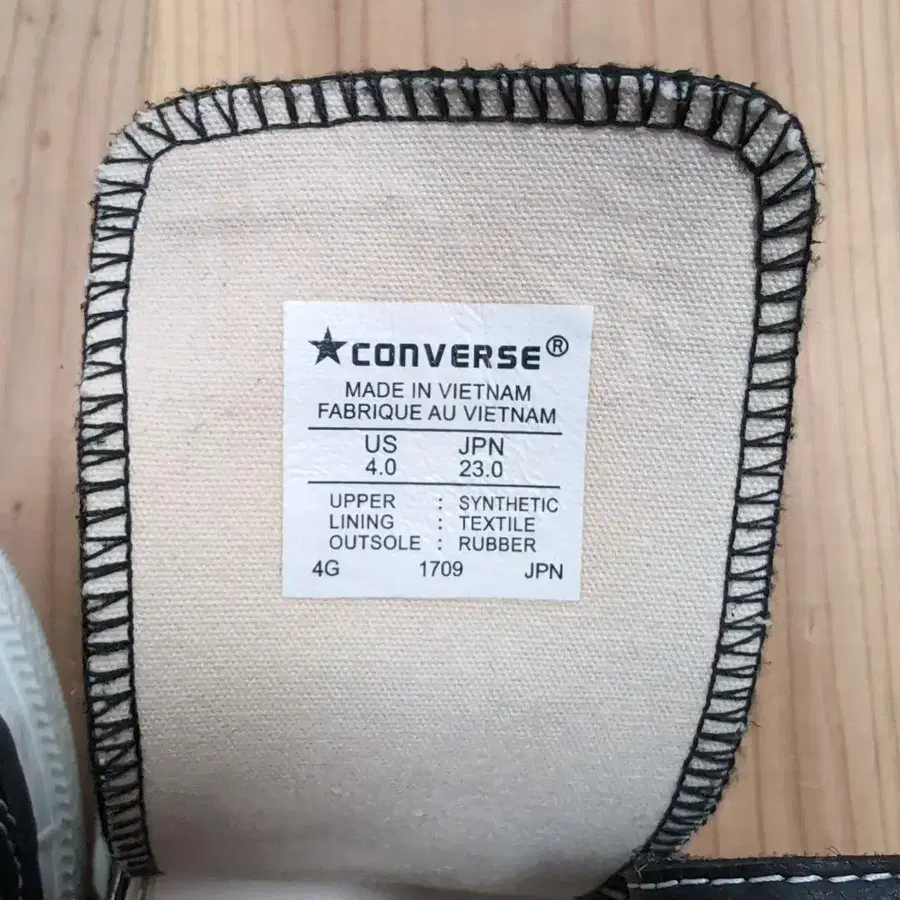 ★CONVERSE®
MADE IN VIETNAM
FABRIQUE AU VIETNAM
US JPN
4.0 23.0
UPPER : SYNTHETIC
LINING : TEXTILE
OUTSOLE : RUBBER
4G 1709 JPN